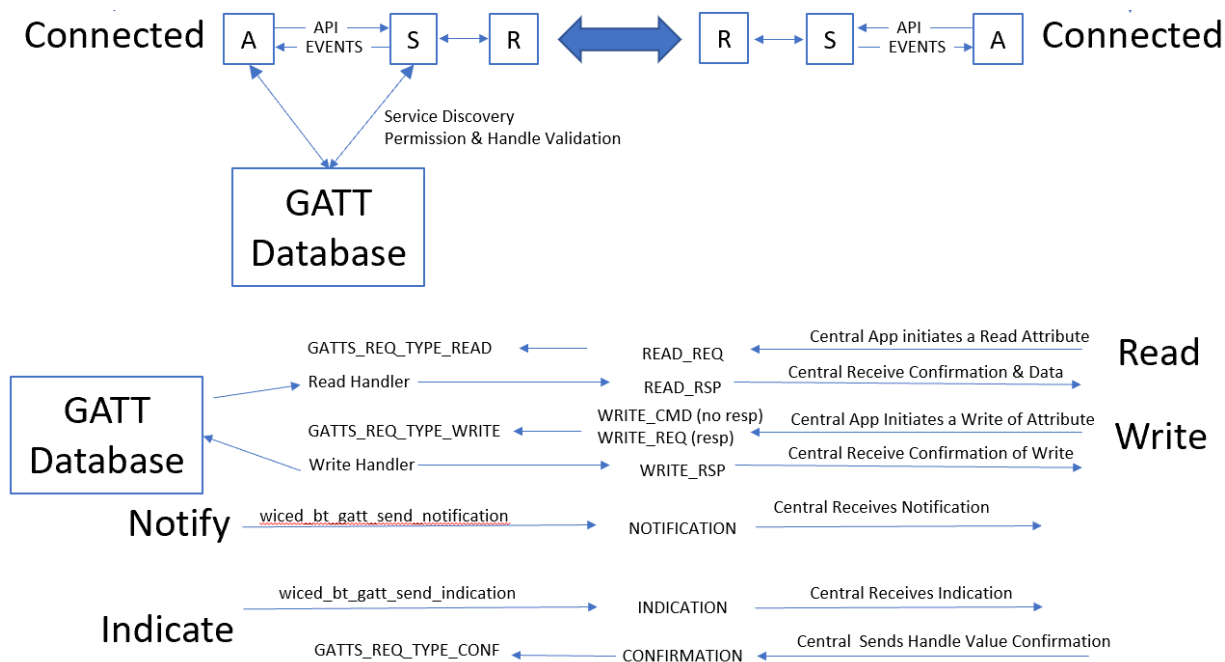 Connected
A
API
EVENTS
S
R
R
S
API
EVENTS
A
Connected
Service Discovery
Permission & Handle Validation
GATT
Database
GATTS_REQ_TYPE_READ
READ_REQ
Central App initiates a Read Attribute
Read
Read Handler
READ_RSP
Central Receive Confirmation & Data
GATT
Database
GATTS_REQ_TYPE_WRITE
WRITE_CMD (no resp)
WRITE_REQ (resp)
Central App Initiates a Write of Attribute
Write
Write Handler
WRITE_RSP
Central Receive Confirmation of Write
Notify
wiced_bt_gatt_send_notification
NOTIFICATION
Central Receives Notification
Indicate
wiced_bt_gatt_send_indication
INDICATION
Central Receives Indication
GATTS_REQ_TYPE_CONF
CONFIRMATION
Central Sends Handle Value Confirmation